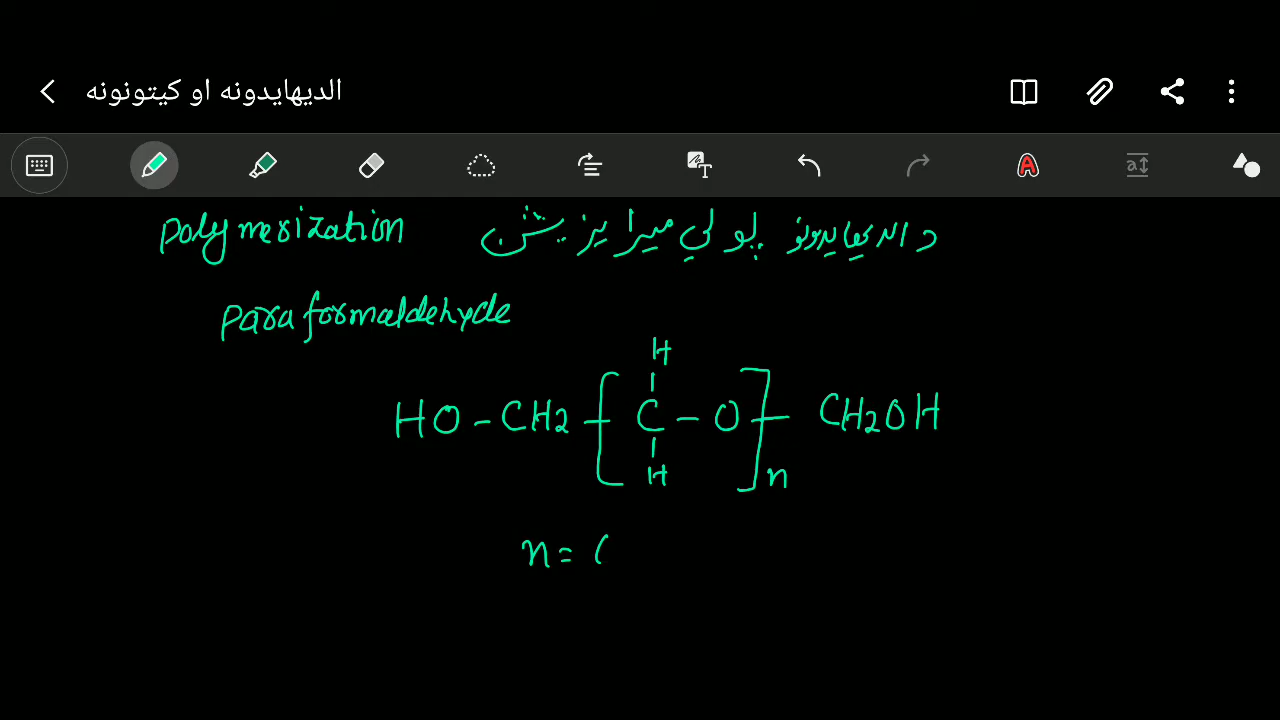 الديهايدونه او کيتونونه
د الديهايدونو پولي ميرايزيشن Polymerization
Paraformaldehyde
H
HO - CH2 -[ C - O ]- CH2OH
H n
n = (